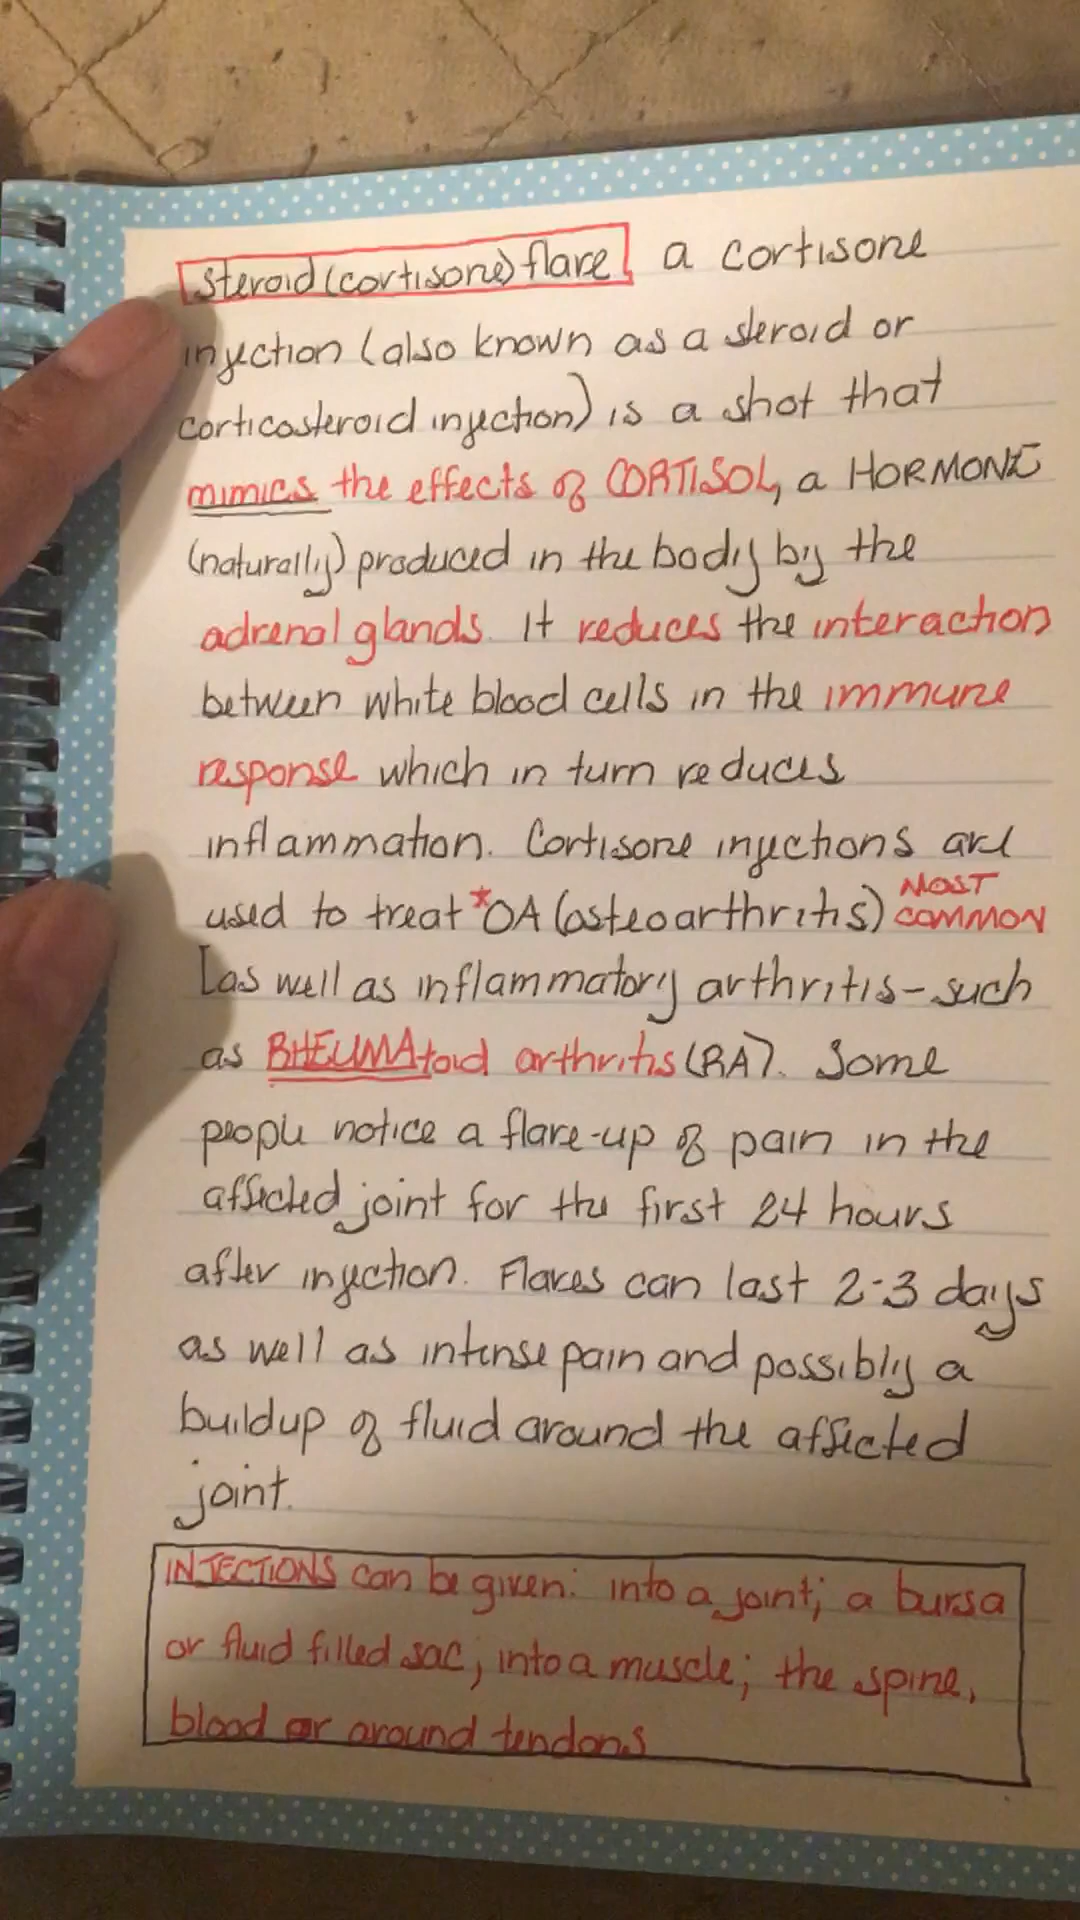 steroid (cortisone) flare, a cortisone
injection (also known as a steroid or
corticosteroid injection) is a shot that
mimics the effects of CORTISOL, a HORMONE
(naturally) produced in the body by the
adrenal glands. It reduces the interaction
between white blood cells in the immune
response which in turn reduces
inflammation. Cortisone injections are
used to treat *OA (osteoarthritis) MOST COMMON
[as well as inflammatory arthritis - such
as RHEUMAtoid arthritis (RA)]. Some
people notice a flare-up of pain in the
affected joint for the first 24 hours
after injection. Flares can last 2-3 days
as well as intense pain and possibly a
buildup of fluid around the affected
joint.
INJECTIONS can be given: into a joint; a bursa
or fluid filled sac; into a muscle; the spine,
blood or around tendons